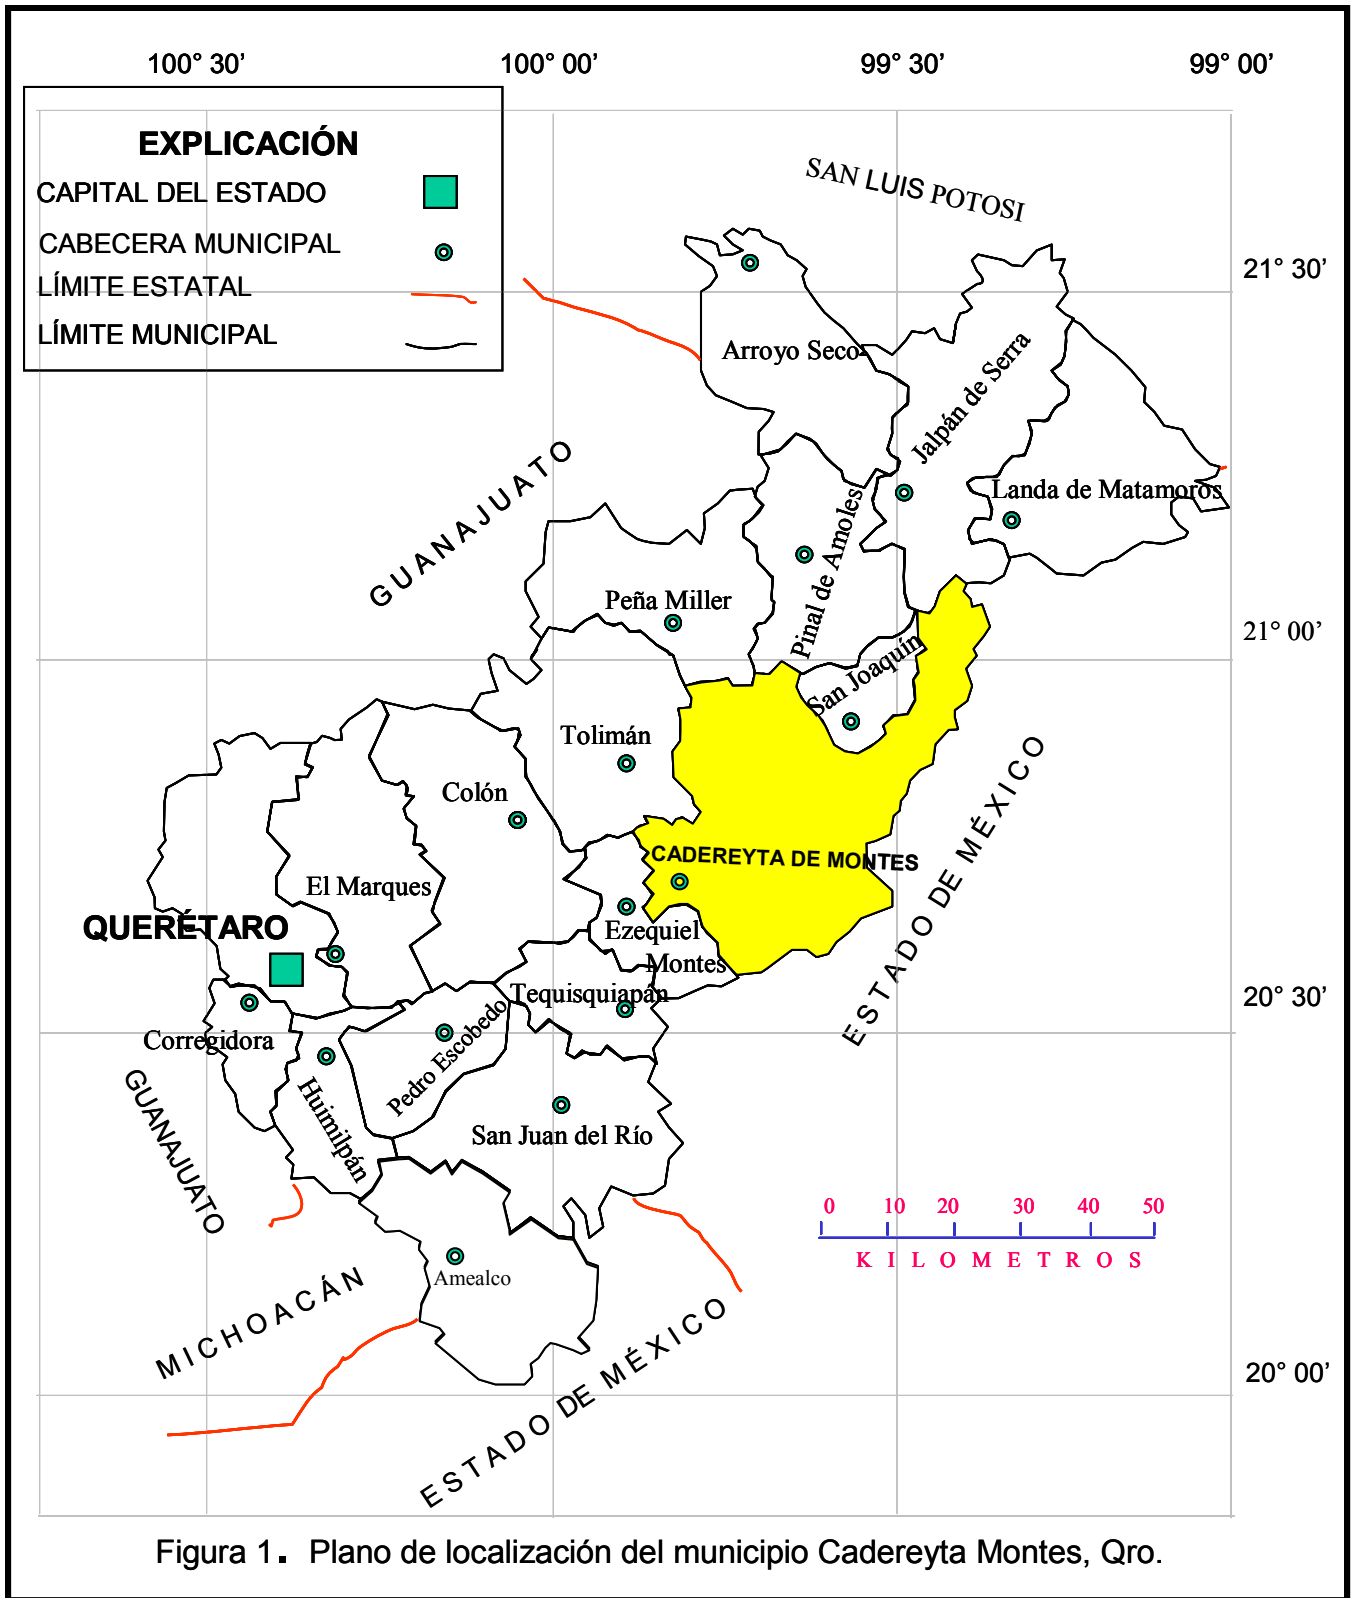 100° 30’ 100° 00’ 99° 30’ 99° 00’
EXPLICACIÓN
CAPITAL DEL ESTADO
CABECERA MUNICIPAL
LÍMITE ESTATAL
LÍMITE MUNICIPAL
SAN LUIS POTOSI
21° 30’
Arroyo Seco
Jalpán de Serra
GUANAJUATO
Landa de Matamoros
Pinal de Amoles
Peña Miller
21° 00’
San Joaquín
Tolimán
Colón
ESTADO DE MÉXICO
CADEREYTA DE MONTES
El Marques
QUERÉTARO
Ezequiel
Montes
Tequisquiapán
20° 30’
Corregidora
Pedro Escobedo
GUANAJUATO
Huimilpán
San Juan del Río
0 10 20 30 40 50
KILOMETROS
Amealco
MICHOACÁN
ESTADO DE MÉXICO
20° 00’
Figura 1. Plano de localización del municipio Cadereyta Montes, Qro.